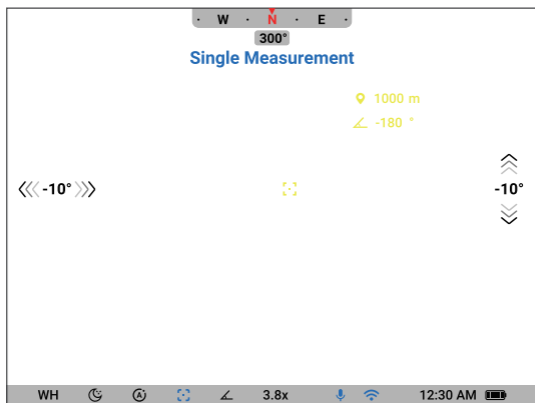 · W · N · E ·
300°
Single Measurement
1000 m
-180 °
-10°
-10°
WH A 3.8x 12:30 AM